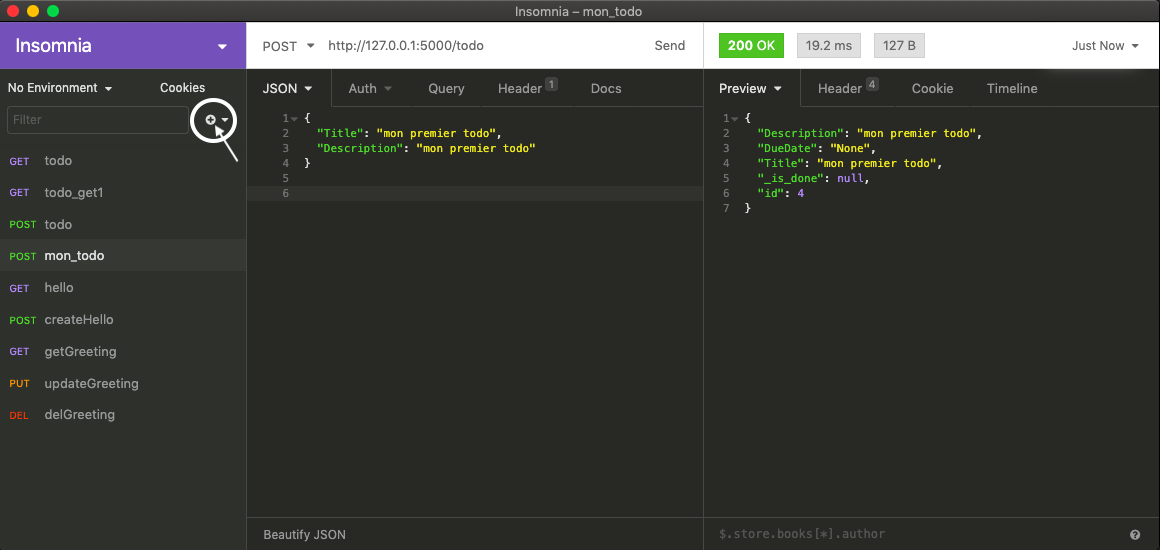 Insomnia – mon_todo
Insomnia
POST http://127.0.0.1:5000/todo Send
200 OK 19.2 ms 127 B Just Now
No Environment Cookies
Filter
GET todo
GET todo_get1
POST todo
POST mon_todo
GET hello
POST createHello
GET getGreeting
PUT updateGreeting
DEL delGreeting
JSON Auth Query Header 1 Docs
1 {
2 "Title": "mon premier todo",
3 "Description": "mon premier todo"
4 }
5
6
Beautify JSON
Preview Header 4 Cookie Timeline
1 {
2 "Description": "mon premier todo",
3 "DueDate": "None",
4 "Title": "mon premier todo",
5 "_is_done": null,
6 "id": 4
7 }
$.store.books[*].author